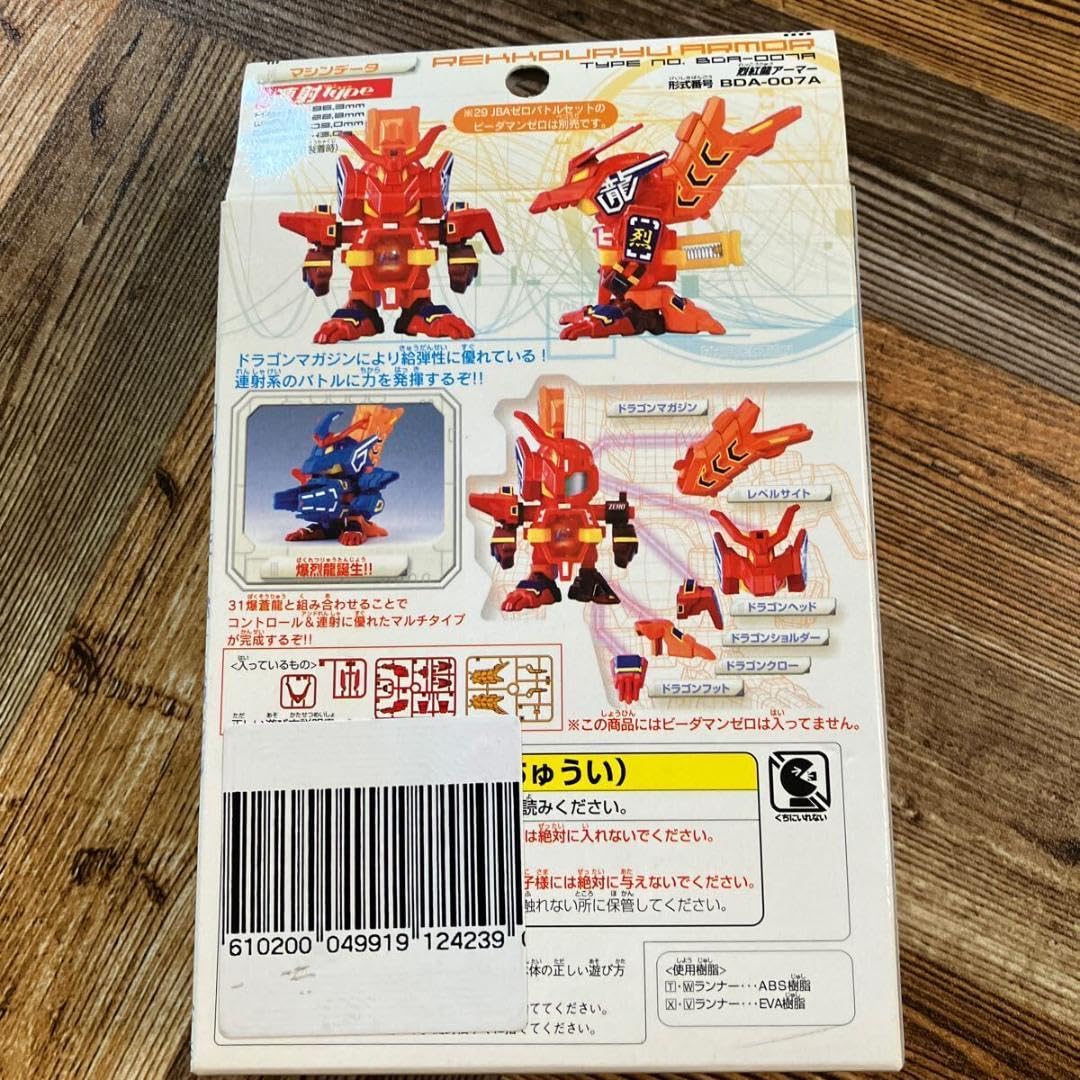 REKKOURYU ARMOR
TYPE NO. BDA-007A
烈紅龍アーマー
形式番号 BDA-007A
マシンデータ
連射type
※29 JBAゼロバトルセットの
ビーダマンゼロは別売です。
龍
烈
ドラゴンマガジンにより給弾性に優れている!
連射系のバトルに力を発揮するぞ!!
爆烈龍誕生!!
31爆蒼龍と組み合わせることで
コントロール&連射に優れたマルチタイプ
が完成するぞ!!
ドラゴンマガジン
レベルサイト
ZERO
ドラゴンヘッド
ドラゴンショルダー
ドラゴンクロー
ドラゴンフット
<入っているもの>
※この商品にはビーダマンゼロは入ってません。
ちゅうい)
読みください。
は絶対に入れないでください。
子様には絶対に与えないでください。
触れない所に保管してください。
くちにいれない
610200 049919 124239
体の正しい遊び方
ててください。
<使用樹脂>
T・Wランナー・・・ABS樹脂
X・Vランナー・・・EVA樹脂